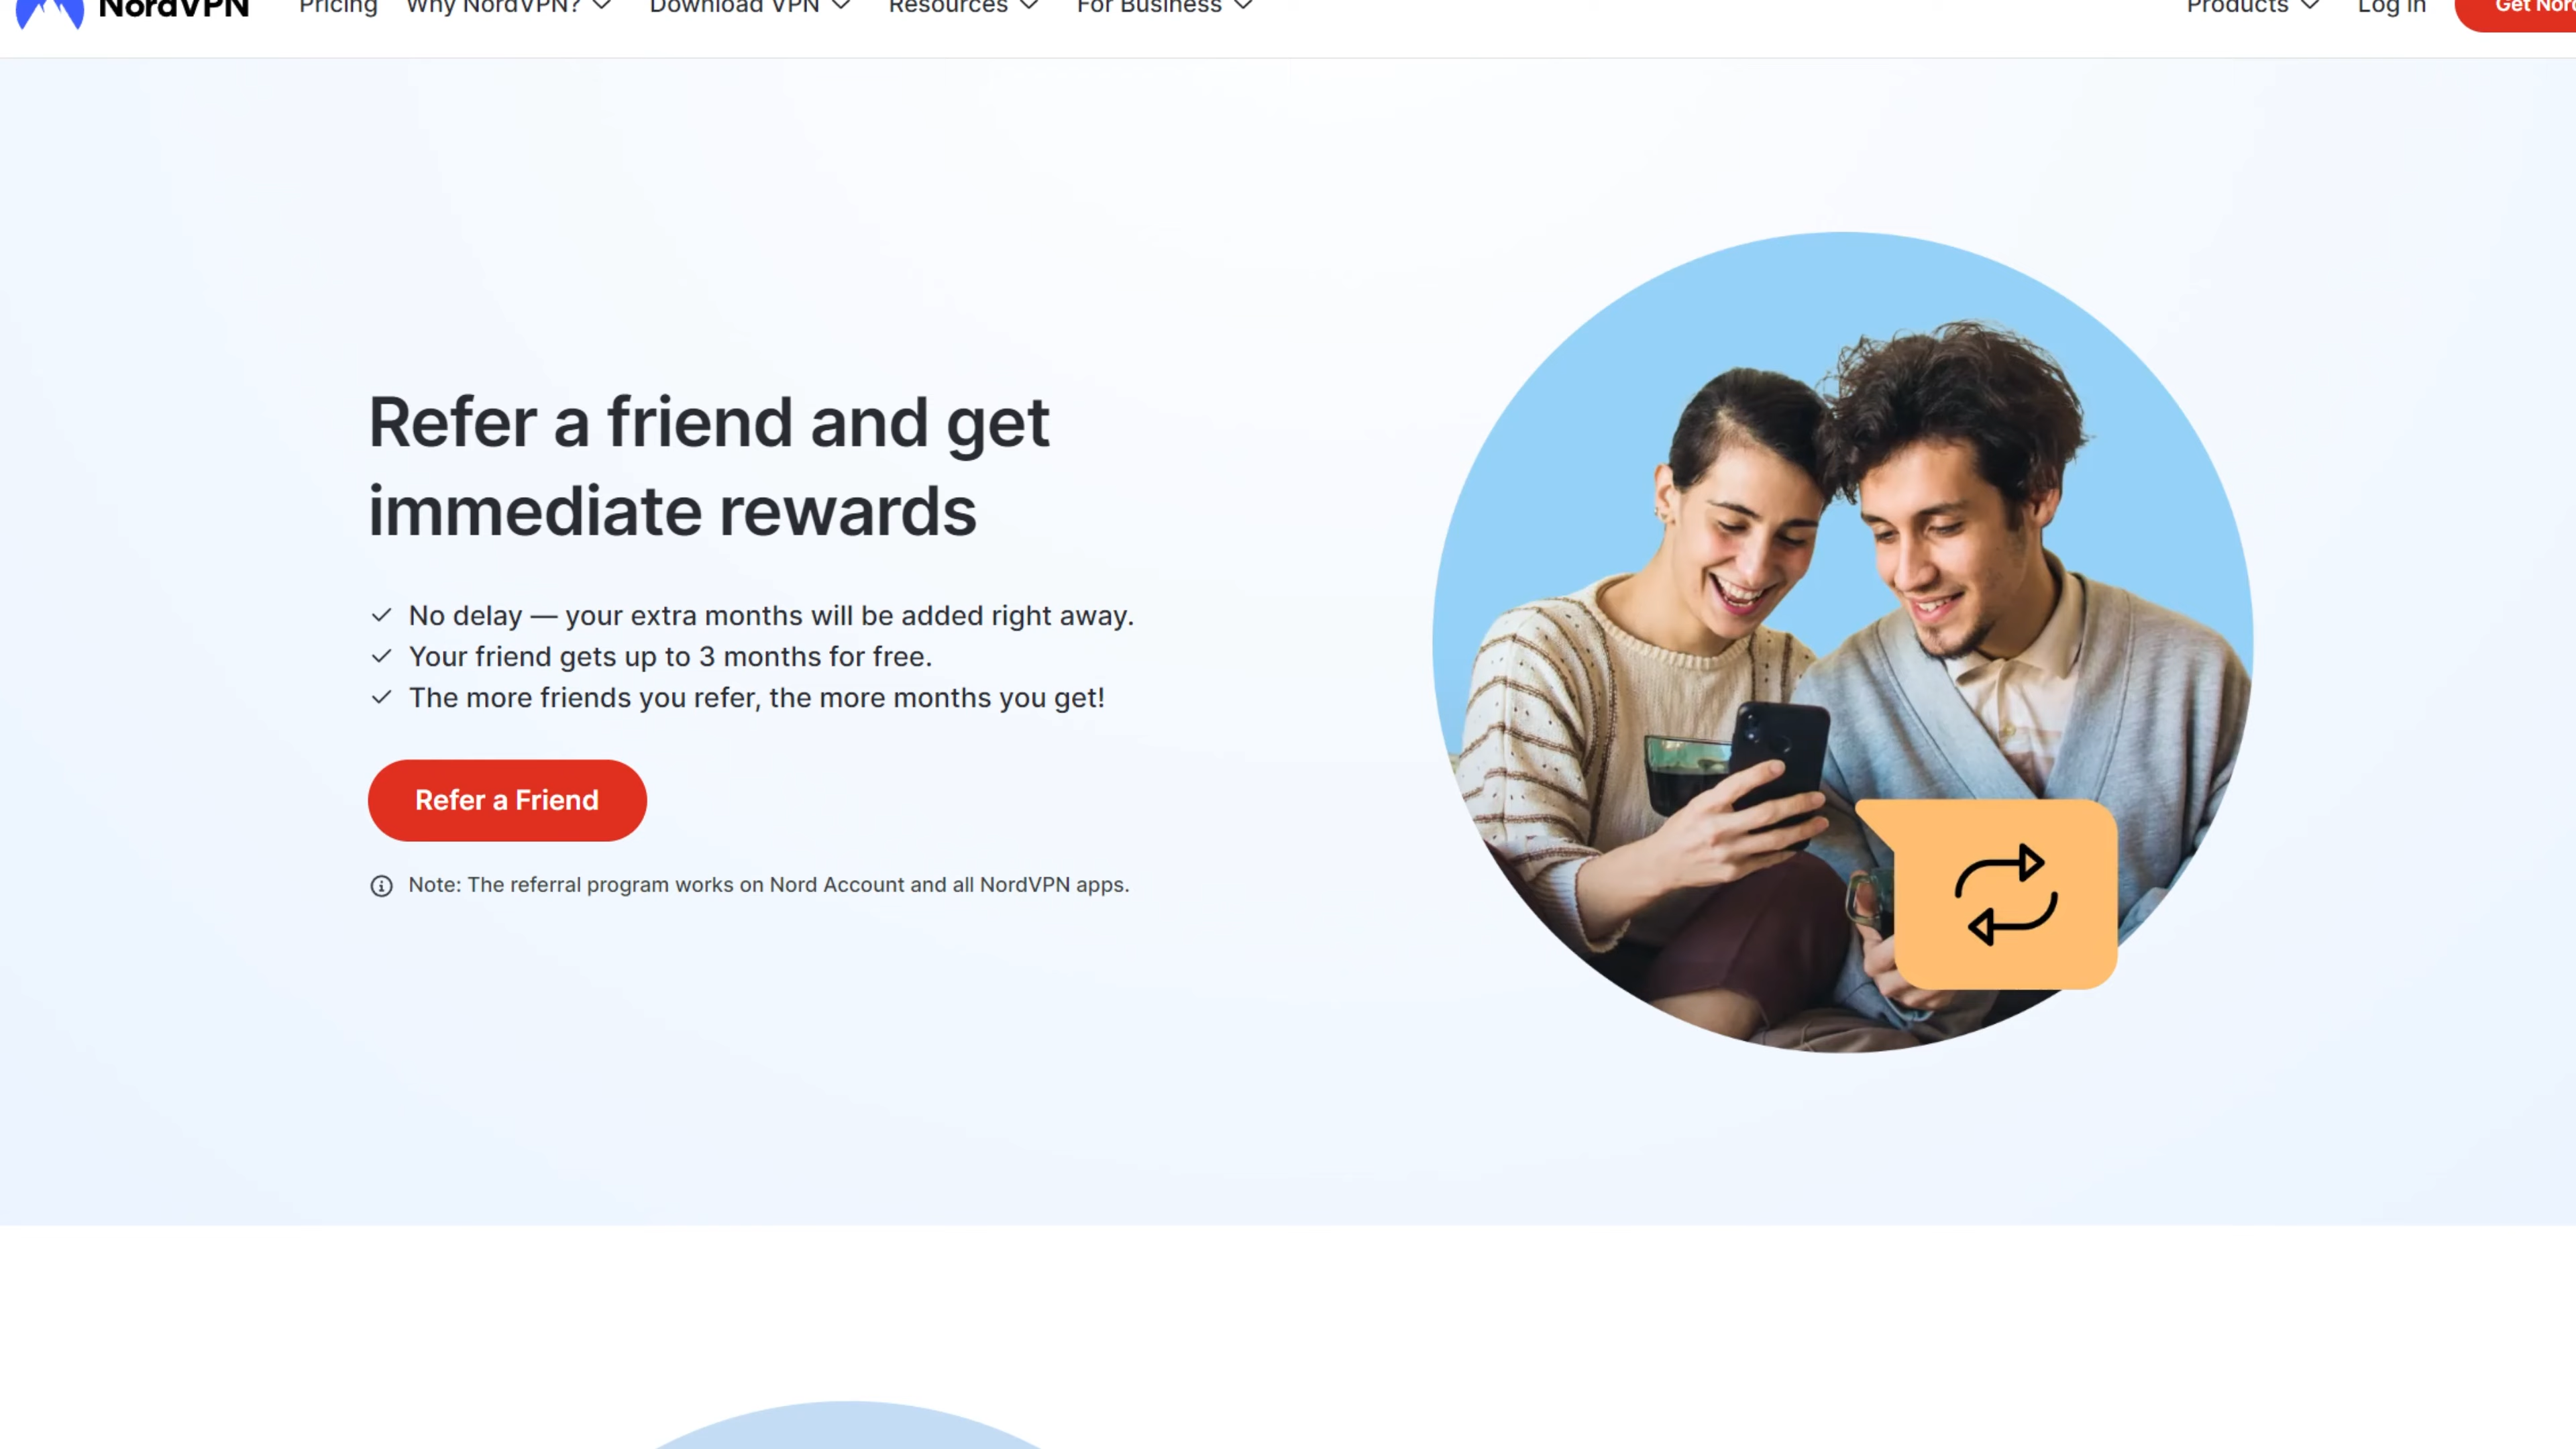 NordVPN
Pricing
Why NordVPN?
Download VPN
Resources
For Business
Products
Log in
Get
Refer a friend and get
immediate rewards
No delay — your extra months will be added right away.
Your friend gets up to 3 months for free.
The more friends you refer, the more months you get!
Refer a Friend
Note: The referral program works on Nord Account and all NordVPN apps.